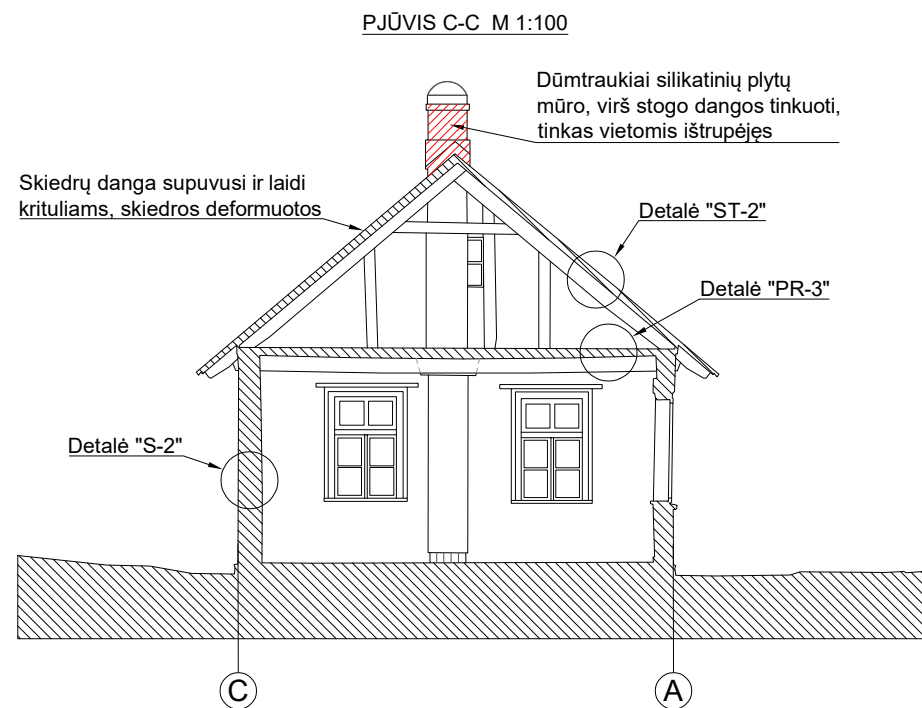 PJŪVIS C-C M 1:100
Dūmtraukiai silikatinių plytų
mūro, virš stogo dangos tinkuoti,
tinkas vietomis ištrupėjęs
Skiedrų danga supuvusi ir laidi
krituliams, skiedros deformuotos
Detalė "ST-2"
Detalė "PR-3"
Detalė "S-2"
C
A